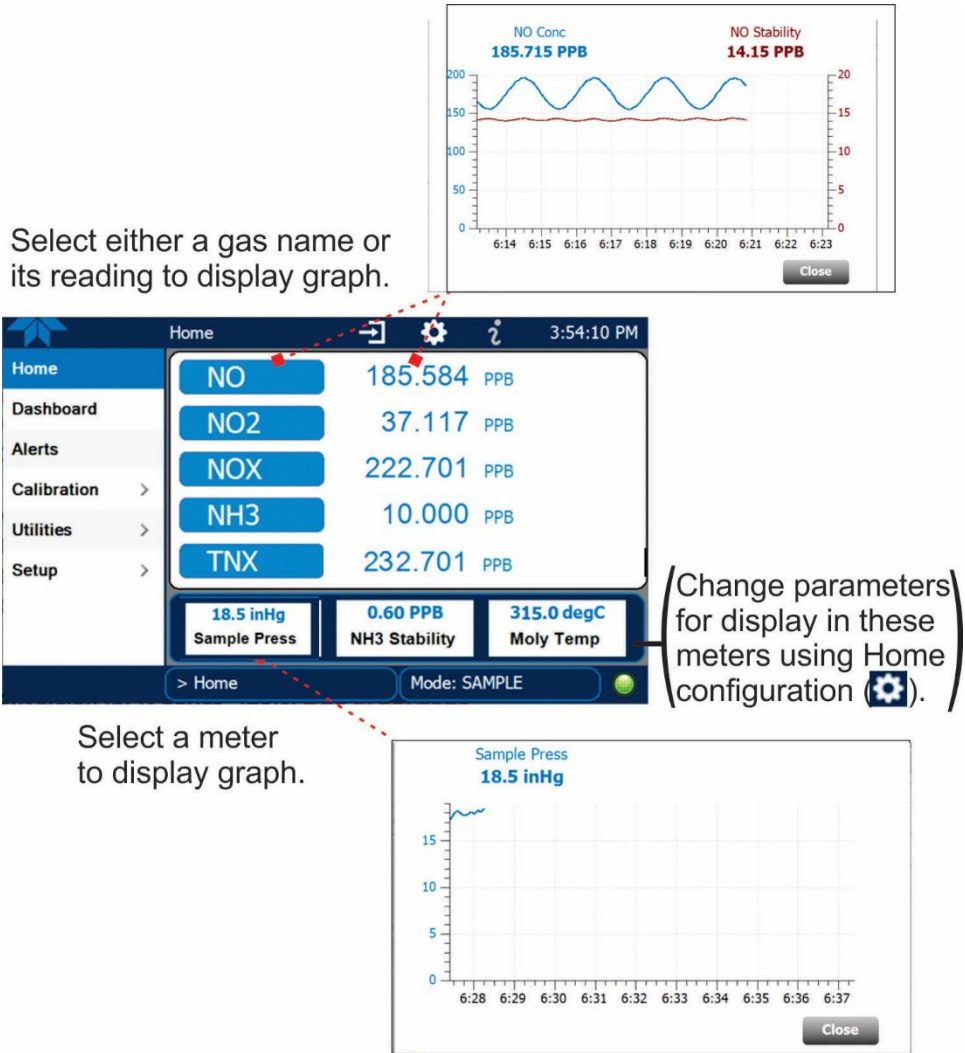 NO Conc
185.715 PPB
NO Stability
14.15 PPB
200
150
100
50
0
20
15
10
5
0
6:14 6:15 6:16 6:17 6:18 6:19 6:20 6:21 6:22 6:23
Close
Select either a gas name or
its reading to display graph.
Home
3:54:10 PM
Home
Dashboard
Alerts
Calibration >
Utilities >
Setup >
NO 185.584 PPB
NO2 37.117 PPB
NOX 222.701 PPB
NH3 10.000 PPB
TNX 232.701 PPB
18.5 inHg
Sample Press
0.60 PPB
NH3 Stability
315.0 degC
Moly Temp
> Home
Mode: SAMPLE
(Change parameters
for display in these
meters using Home
configuration ( ).)
Select a meter
to display graph.
Sample Press
18.5 inHg
15
10
5
0
6:28 6:29 6:30 6:31 6:32 6:33 6:34 6:35 6:36 6:37
Close